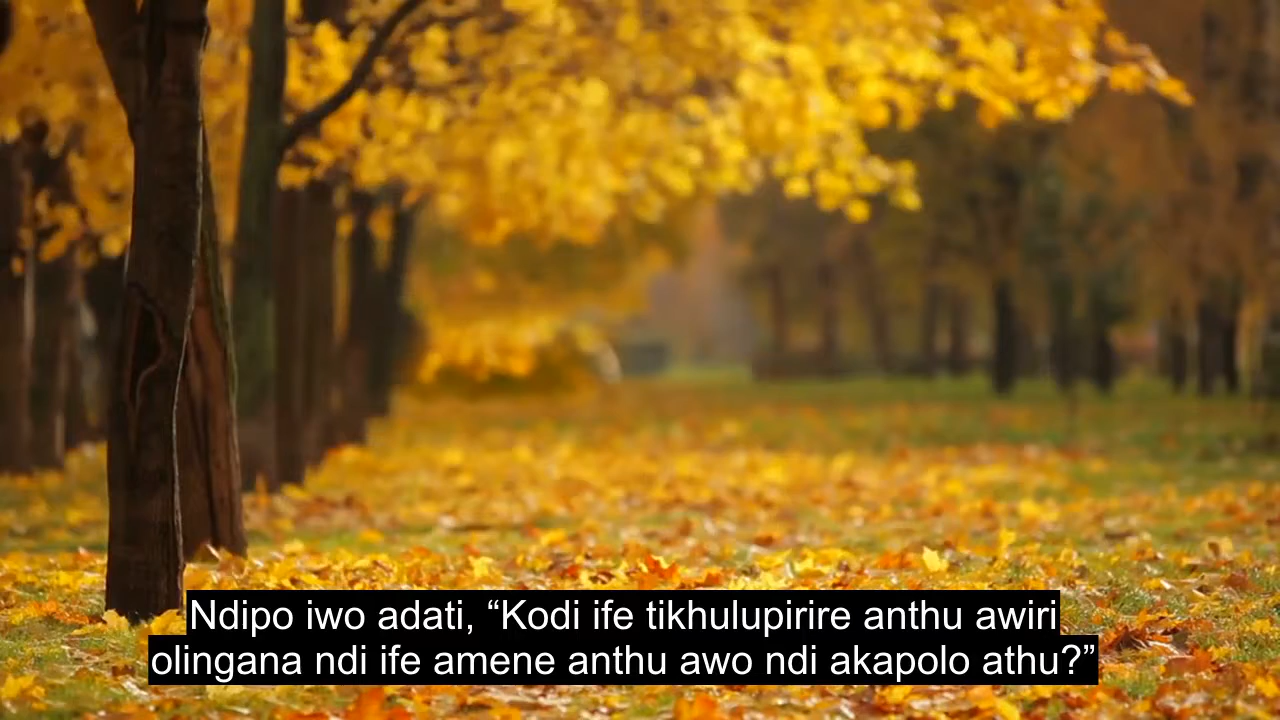 Ndipo iwo adati, “Kodi ife tikhulupirire anthu awiri
olingana ndi ife amene anthu awo ndi akapolo athu?”